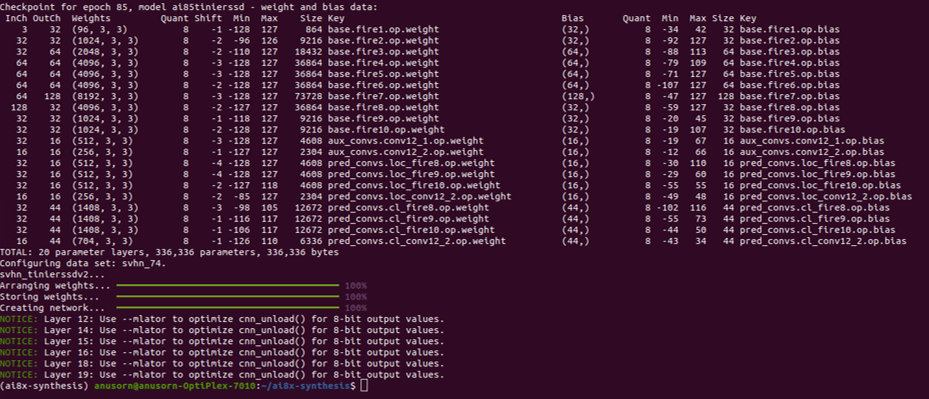 Checkpoint for epoch 85, model ai85tinierssd - weight and bias data:
InCh OutCh Weights Quant Shift Min Max Size Key Bias Quant Min Max Size Key
3 32 (96, 3, 3) 8 -1 -128 127 864 base.fire1.op.weight (32,) 8 -34 42 32 base.fire1.op.bias
32 32 (1024, 3, 3) 8 -2 -96 126 9216 base.fire2.op.weight (32,) 8 -92 127 32 base.fire2.op.bias
32 64 (2048, 3, 3) 8 -2 -110 127 18432 base.fire3.op.weight (64,) 8 -88 113 64 base.fire3.op.bias
64 64 (4096, 3, 3) 8 -3 -128 127 36864 base.fire4.op.weight (64,) 8 -79 109 64 base.fire4.op.bias
64 64 (4096, 3, 3) 8 -3 -128 127 36864 base.fire5.op.weight (64,) 8 -71 127 64 base.fire5.op.bias
64 64 (4096, 3, 3) 8 -2 -128 127 36864 base.fire6.op.weight (64,) 8 -107 127 64 base.fire6.op.bias
64 128 (8192, 3, 3) 8 -3 -128 127 73728 base.fire7.op.weight (128,) 8 -47 127 128 base.fire7.op.bias
128 32 (4096, 3, 3) 8 -2 -128 127 36864 base.fire8.op.weight (32,) 8 -59 127 32 base.fire8.op.bias
32 32 (1024, 3, 3) 8 -1 -118 127 9216 base.fire9.op.weight (32,) 8 -20 45 32 base.fire9.op.bias
32 32 (1024, 3, 3) 8 -2 -128 127 9216 base.fire10.op.weight (32,) 8 -19 107 32 base.fire10.op.bias
32 16 (512, 3, 3) 8 -3 -128 127 4608 aux_convs.conv12_1.op.weight (16,) 8 -19 67 16 aux_convs.conv12_1.op.bias
16 16 (256, 3, 3) 8 -1 -127 127 2304 aux_convs.conv12_2.op.weight (16,) 8 -12 66 16 aux_convs.conv12_2.op.bias
32 16 (512, 3, 3) 8 -4 -128 127 4608 pred_convs.loc_fire8.op.weight (16,) 8 -30 110 16 pred_convs.loc_fire8.op.bias
32 16 (512, 3, 3) 8 -4 -128 127 4608 pred_convs.loc_fire9.op.weight (16,) 8 -29 60 16 pred_convs.loc_fire9.op.bias
32 16 (512, 3, 3) 8 -2 -127 118 4608 pred_convs.loc_fire10.op.weight (16,) 8 -55 55 16 pred_convs.loc_fire10.op.bias
16 16 (256, 3, 3) 8 -2 -85 127 2304 pred_convs.loc_conv12_2.op.weight (16,) 8 -49 48 16 pred_convs.loc_conv12_2.op.bias
32 44 (1408, 3, 3) 8 -3 -98 105 12672 pred_convs.cl_fire8.op.weight (44,) 8 -102 116 44 pred_convs.cl_fire8.op.bias
32 44 (1408, 3, 3) 8 -1 -116 117 12672 pred_convs.cl_fire9.op.weight (44,) 8 -55 73 44 pred_convs.cl_fire9.op.bias
32 44 (1408, 3, 3) 8 -1 -106 117 12672 pred_convs.cl_fire10.op.weight (44,) 8 -44 50 44 pred_convs.cl_fire10.op.bias
16 44 (704, 3, 3) 8 -1 -126 110 6336 pred_convs.cl_conv12_2.op.weight (44,) 8 -43 34 44 pred_convs.cl_conv12_2.op.bias
TOTAL: 20 parameter layers, 336,336 parameters, 336,336 bytes
Configuring data set: svhn_74.
svhn_tinierssdv2...
Arranging weights... 100%
Storing weights... 100%
Creating network... 100%
NOTICE: Layer 12: Use --mlator to optimize cnn_unload() for 8-bit output values.
NOTICE: Layer 14: Use --mlator to optimize cnn_unload() for 8-bit output values.
NOTICE: Layer 15: Use --mlator to optimize cnn_unload() for 8-bit output values.
NOTICE: Layer 16: Use --mlator to optimize cnn_unload() for 8-bit output values.
NOTICE: Layer 18: Use --mlator to optimize cnn_unload() for 8-bit output values.
NOTICE: Layer 19: Use --mlator to optimize cnn_unload() for 8-bit output values.
(ai8x-synthesis) anusorn@anusorn-OptiPlex-7010:~/ai8x-synthesis$